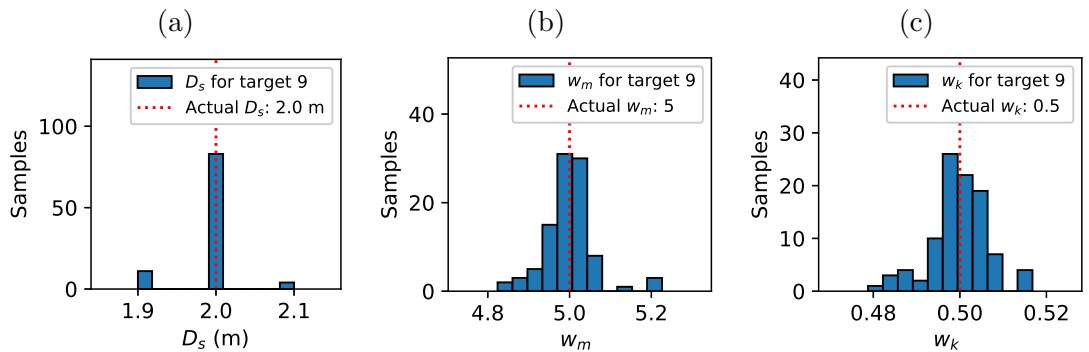 (a)
D_s for target 9
Actual D_s: 2.0 m
Samples
100
50
0
1.9
2.0
2.1
D_s (m)
(b)
w_m for target 9
Actual w_m: 5
Samples
40
20
0
4.8
5.0
5.2
w_m
(c)
w_k for target 9
Actual w_k: 0.5
Samples
40
30
20
10
0
0.48
0.50
0.52
w_k